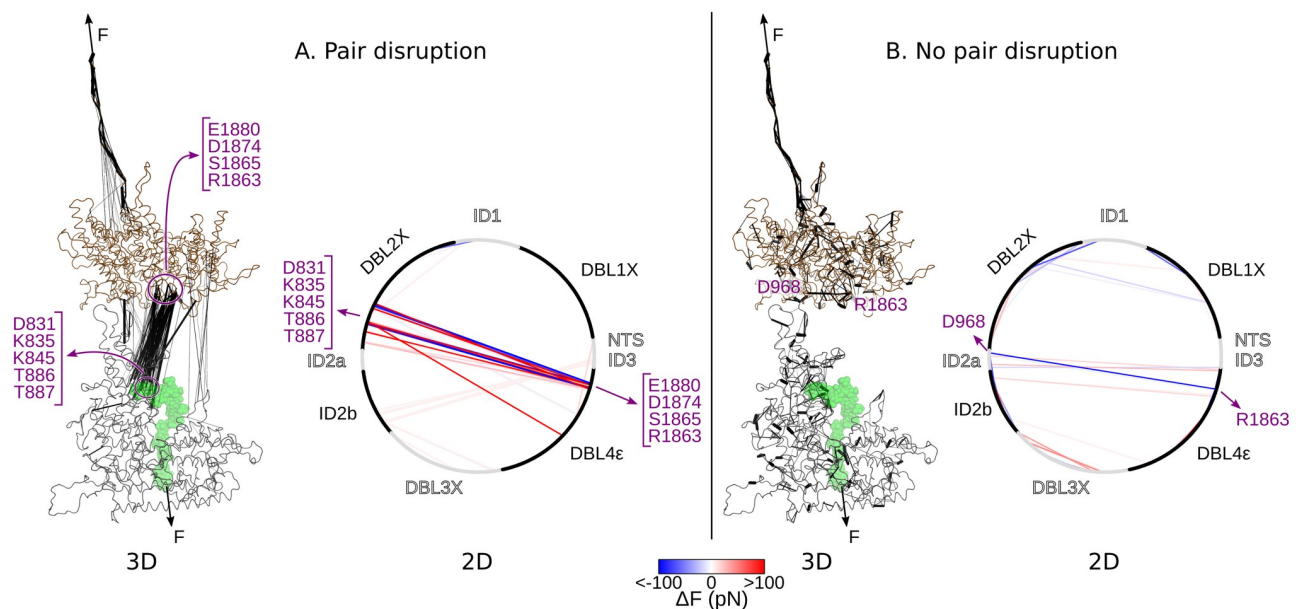 A. Pair disruption
F
E1880
D1874
S1865
R1863
D831
K835
K845
T886
T887
F
3D
ID1
DBL2X
DBL1X
D831
K835
K845
T886
T887
NTS
ID3
ID2a
E1880
D1874
S1865
R1863
ID2b
DBL4ε
DBL3X
2D
B. No pair disruption
F
D968
R1863
F
3D
ID1
DBL2X
DBL1X
D968
NTS
ID3
ID2a
R1863
ID2b
DBL4ε
DBL3X
2D
<-100 0 >100
ΔF (pN)